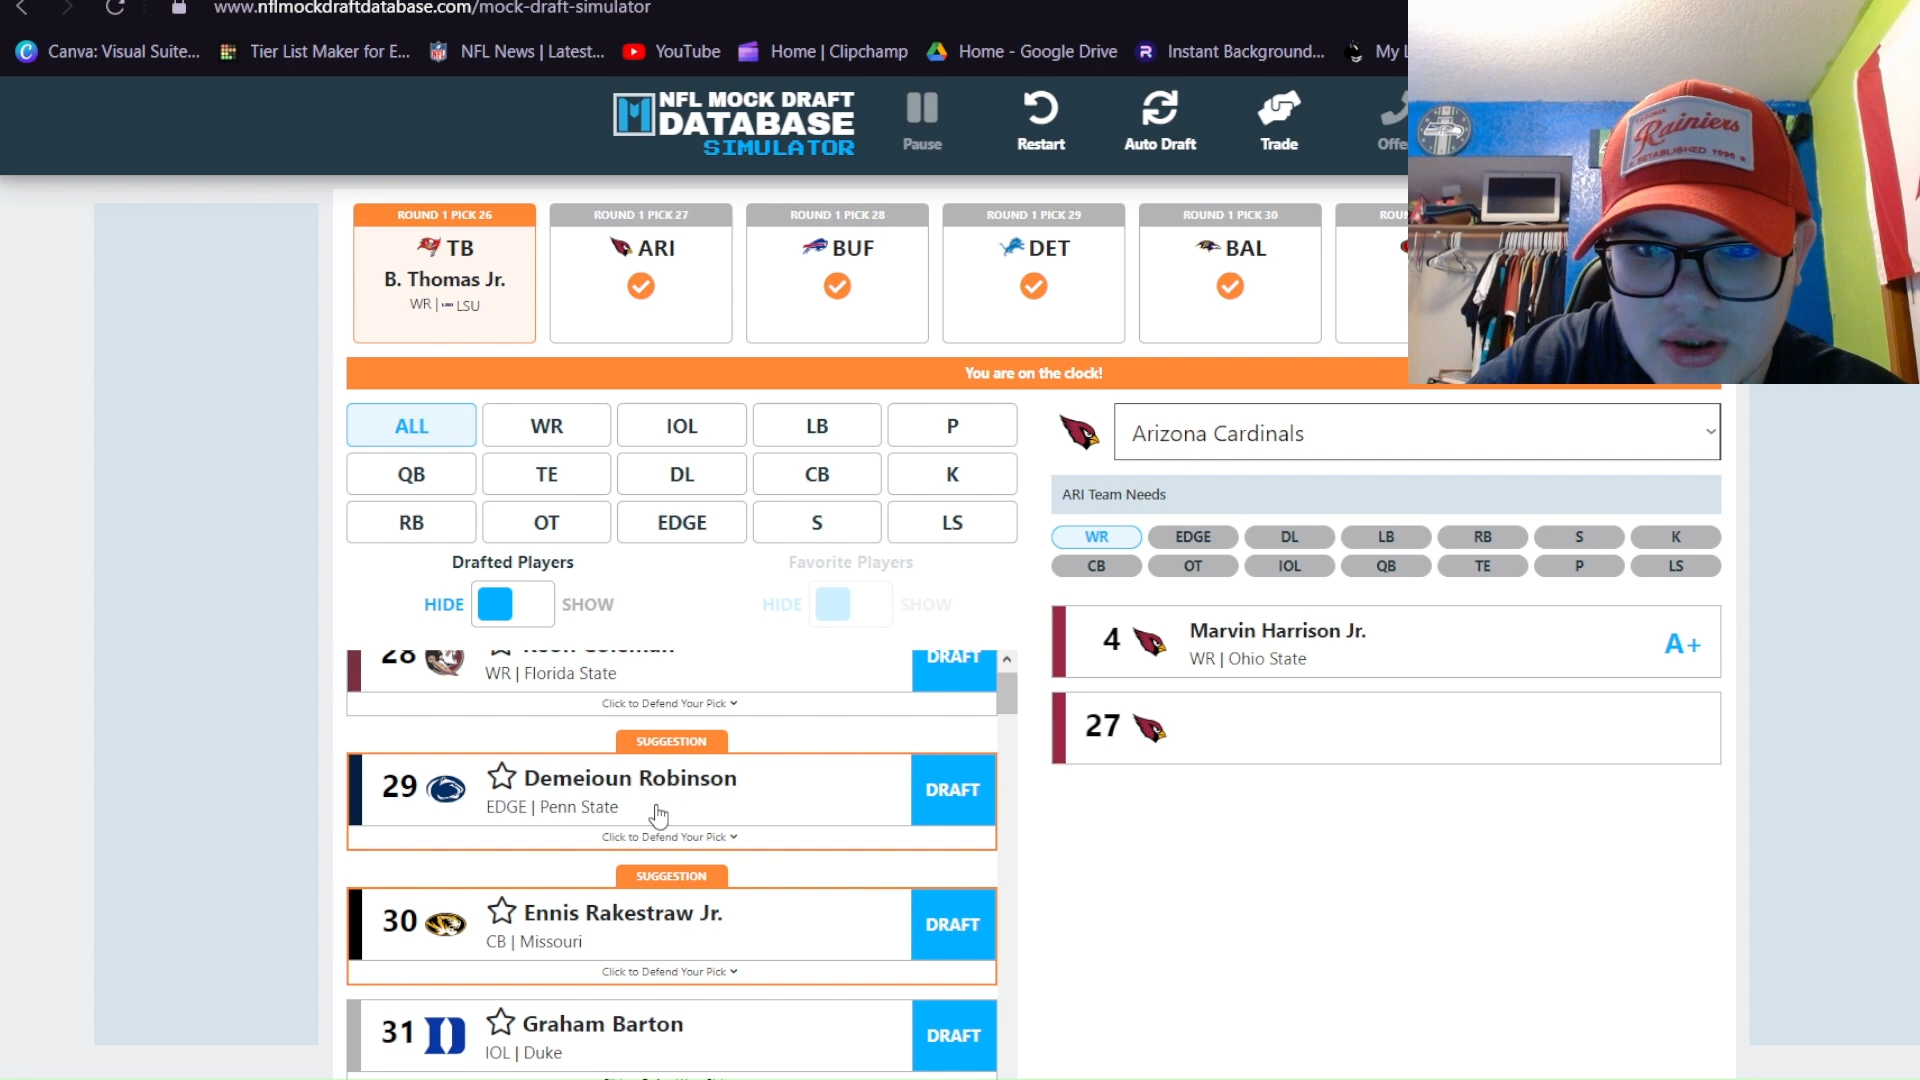 www.nflmockdraftdatabase.com/mock-draft-simulator
Canva: Visual Suite...
Tier List Maker for E...
NFL News | Latest...
YouTube
Home | Clipchamp
Home - Google Drive
Instant Background...
My L
NFL MOCK DRAFT
DATABASE
SIMULATOR
Pause
Restart
Auto Draft
Trade
Offe
Rainiers
ESTABLISHED 1995
ROUND 1 PICK 26
TB
B. Thomas Jr.
WR | LSU
ROUND 1 PICK 27
ARI
ROUND 1 PICK 28
BUF
ROUND 1 PICK 29
DET
ROUND 1 PICK 30
BAL
ROU
You are on the clock!
ALL
WR
IOL
LB
P
QB
TE
DL
CB
K
RB
OT
EDGE
S
LS
Drafted Players
HIDE
SHOW
Favorite Players
HIDE
SHOW
28
WR | Florida State
DRAFT
Click to Defend Your Pick
SUGGESTION
29
Demeioun Robinson
EDGE | Penn State
DRAFT
Click to Defend Your Pick
SUGGESTION
30
Ennis Rakestraw Jr.
CB | Missouri
DRAFT
Click to Defend Your Pick
31
Graham Barton
IOL | Duke
DRAFT
Arizona Cardinals
ARI Team Needs
WR
EDGE
DL
LB
RB
S
K
CB
OT
IOL
QB
TE
P
LS
4
Marvin Harrison Jr.
WR | Ohio State
A+
27